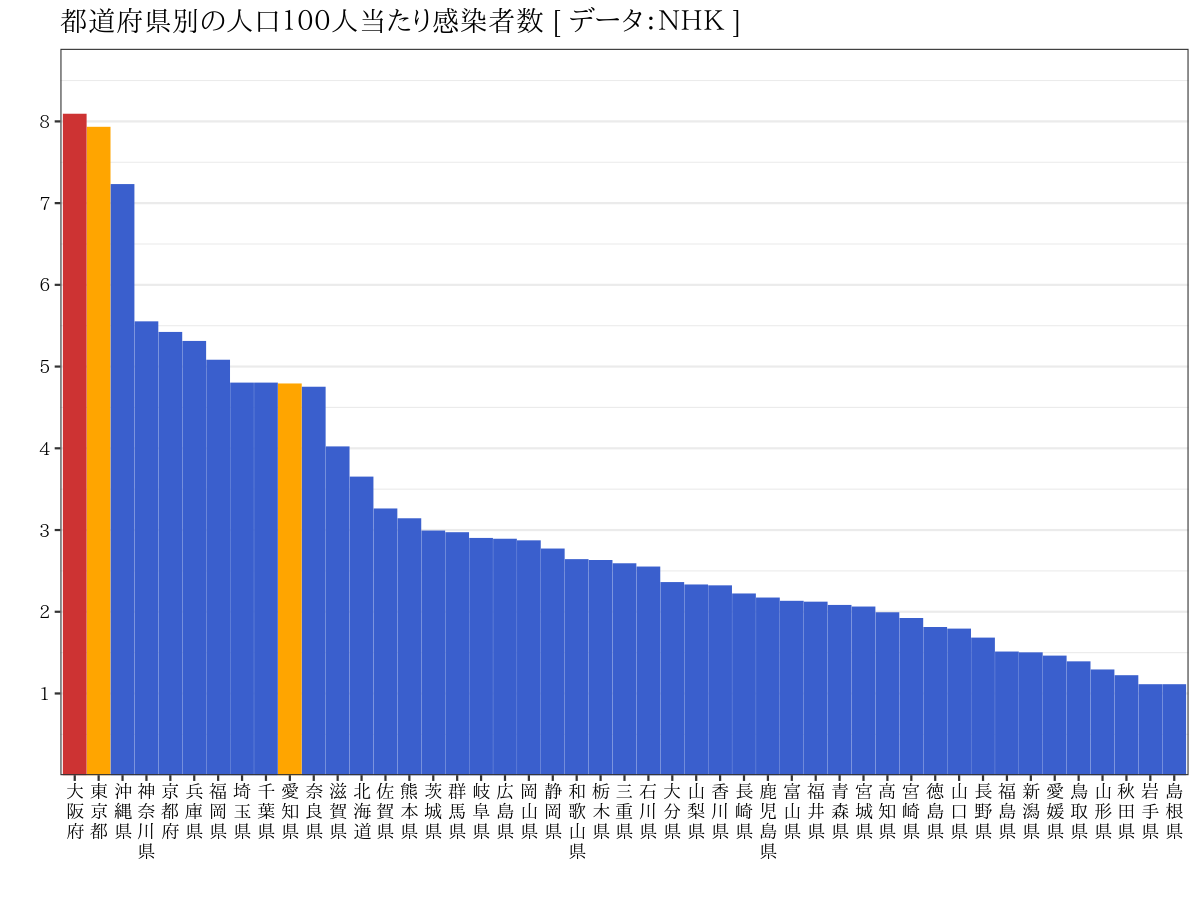 都道府県別の人口100人当たり感染者数 [ データ：NHK ]
8
7
6
5
4
3
2
1
大阪府
東京都
沖縄県
神奈川県
京都府
兵庫県
福岡県
埼玉県
千葉県
愛知県
奈良県
滋賀県
北海道
佐賀県
熊本県
茨城県
群馬県
岐阜県
広島県
岡山県
静岡県
和歌山県
栃木県
三重県
石川県
大分県
山梨県
香川県
長崎県
鹿児島県
富山県
福井県
青森県
宮城県
高知県
宮崎県
徳島県
山口県
長野県
福島県
新潟県
愛媛県
鳥取県
山形県
秋田県
岩手県
島根県